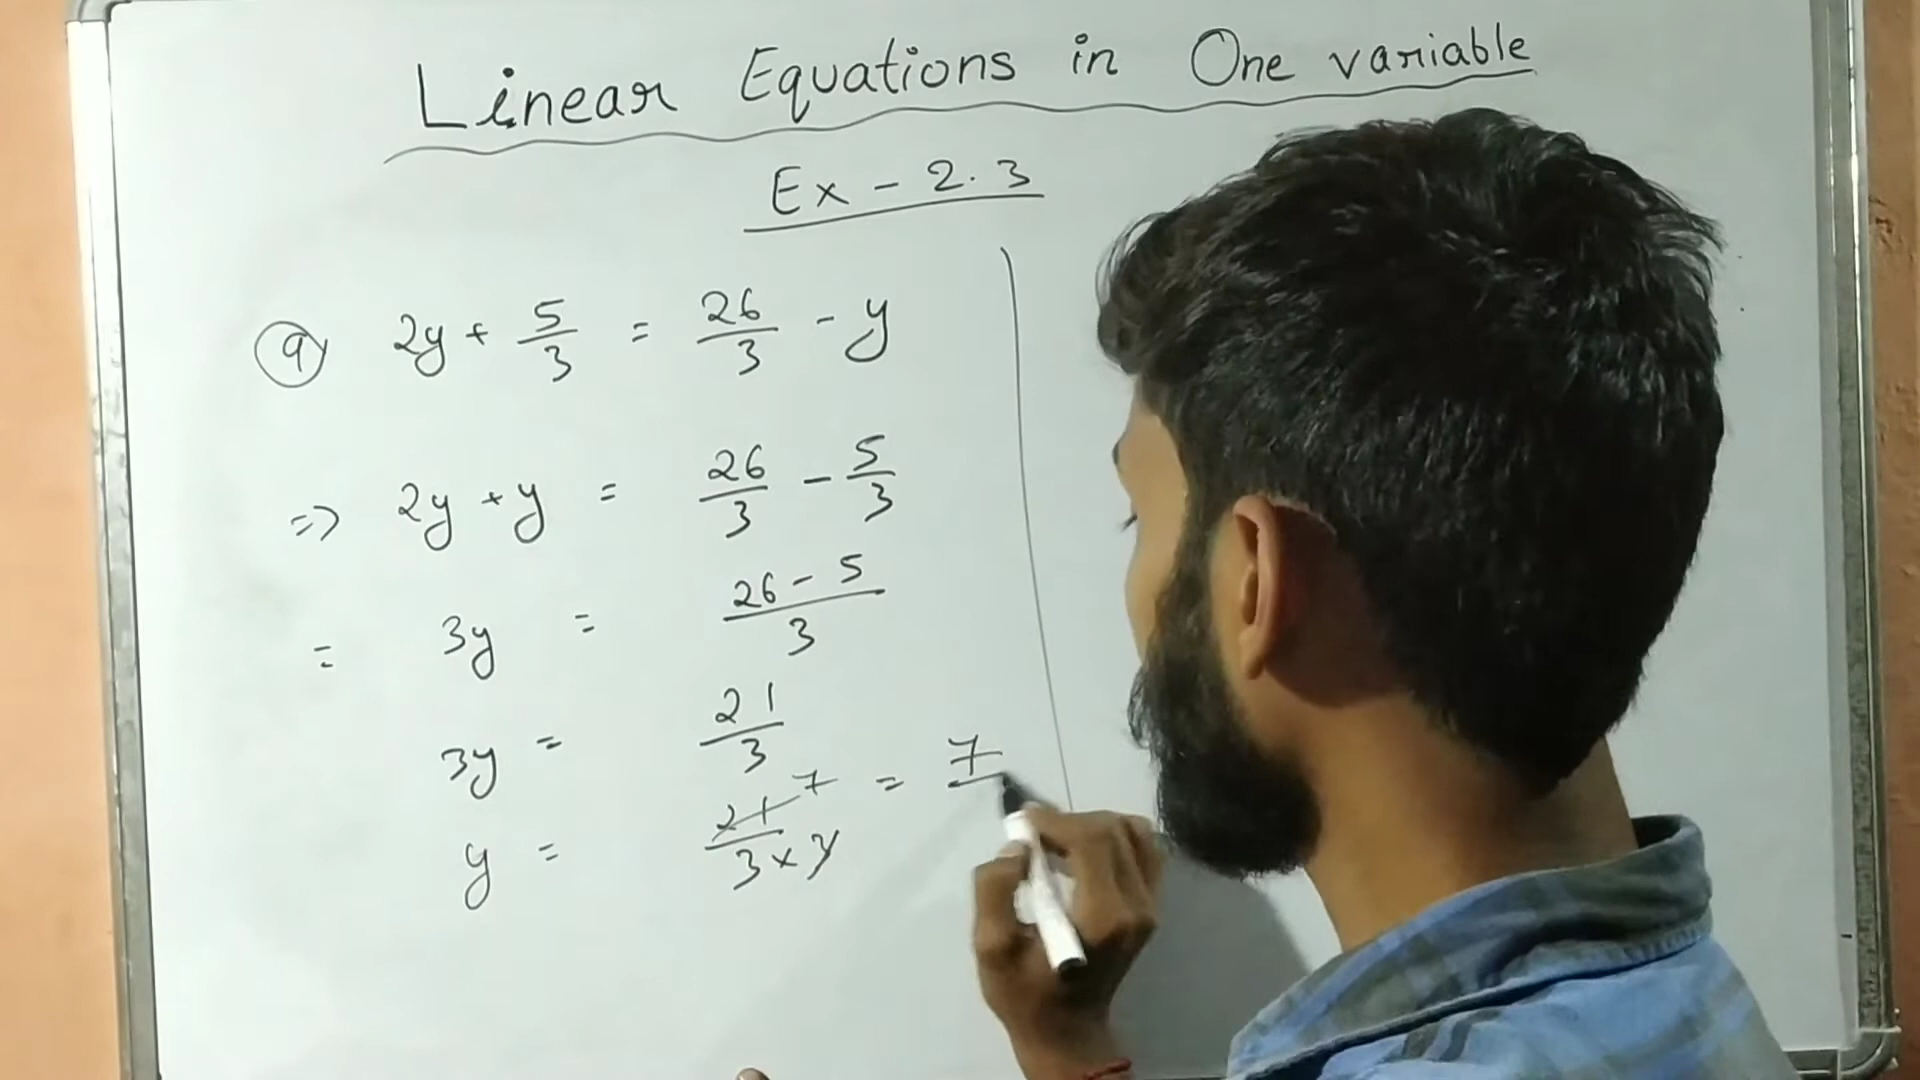 Linear Equations in One variable
Ex - 2.3
9) 2y + 5/3 = 26/3 - y
=> 2y + y = 26/3 - 5/3
= 3y = 26 - 5/3
3y = 21/3
y = 21/3 × 3 7 = 7